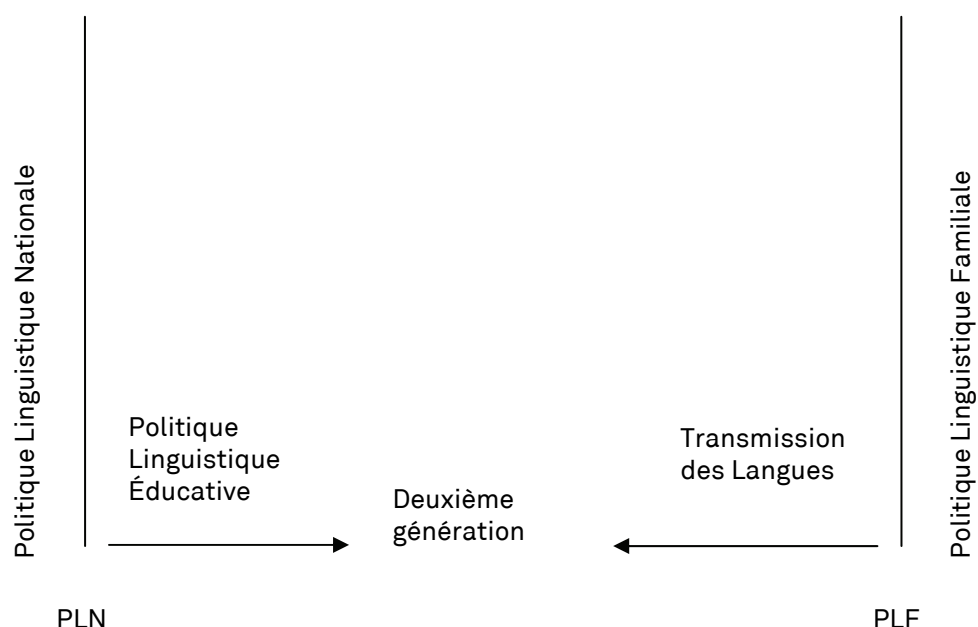 Politique Linguistique Nationale
Politique
Linguistique
Éducative
Deuxième
génération
Transmission
des Langues
Politique Linguistique Familiale
PLN
PLF